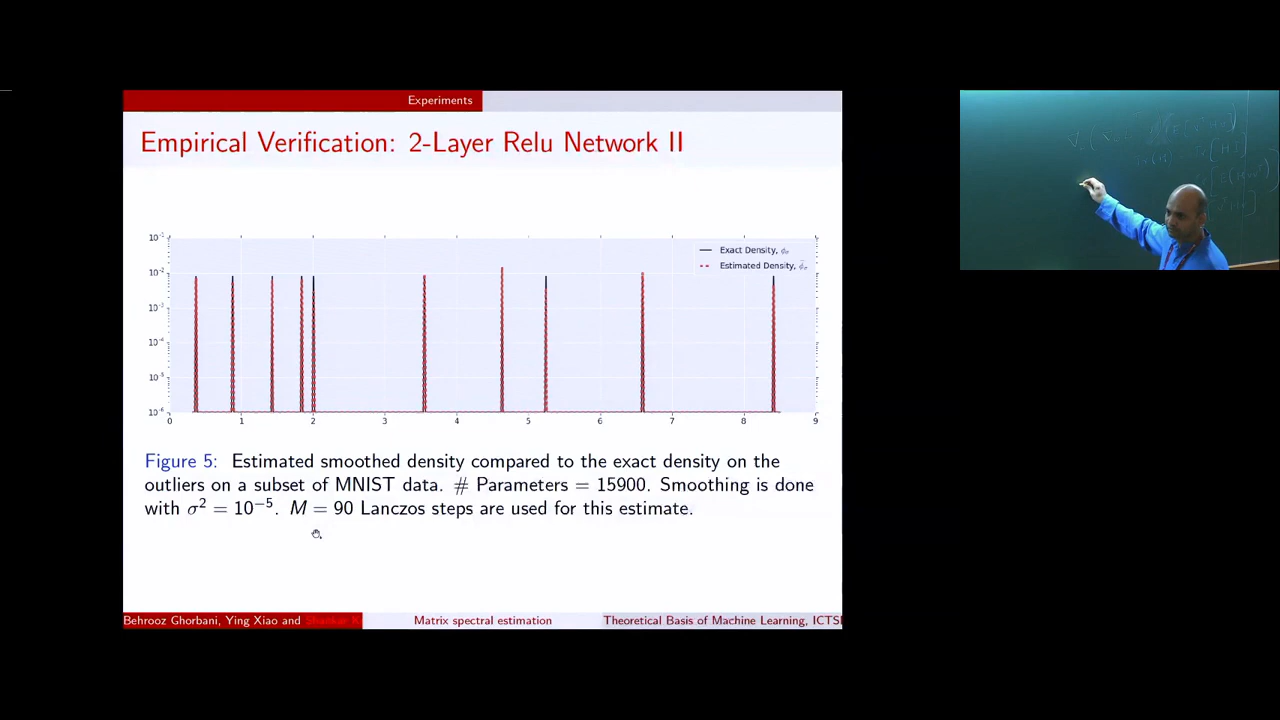 Experiments
Empirical Verification: 2-Layer Relu Network II
10⁻¹
10⁻²
10⁻³
10⁻⁴
10⁻⁵
10⁻⁶
0 1 2 3 4 5 6 7 8 9
Exact Density, ϕσ
Estimated Density, ϕ̂σ
Figure 5: Estimated smoothed density compared to the exact density on the
outliers on a subset of MNIST data. # Parameters = 15900. Smoothing is done
with σ² = 10⁻⁵. M = 90 Lanczos steps are used for this estimate.
Behrooz Ghorbani, Ying Xiao and Shankar K
Matrix spectral estimation
Theoretical Basis of Machine Learning, ICTS